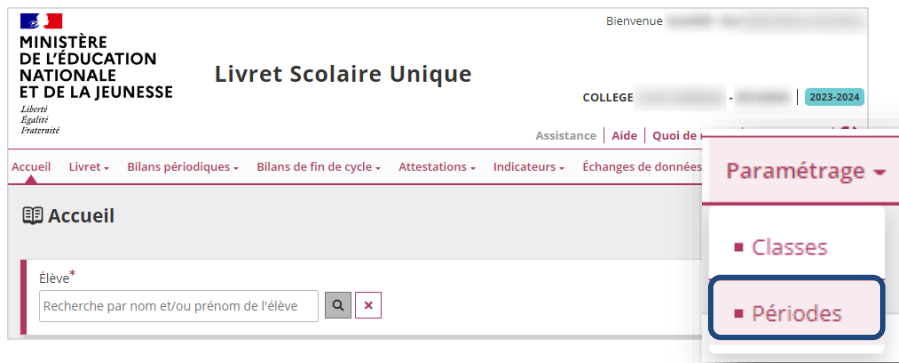 Bienvenue
MINISTÈRE
DE L'ÉDUCATION
NATIONALE
ET DE LA JEUNESSE
Liberté
Égalité
Fraternité
Livret Scolaire Unique
COLLEGE - | 2023-2024
Assistance | Aide | Quoi de
Accueil Livret Bilans périodiques Bilans de fin de cycle Attestations Indicateurs Échanges de données
Paramétrage
Classes
Périodes
Accueil
Élève*
Recherche par nom et/ou prénom de l'élève